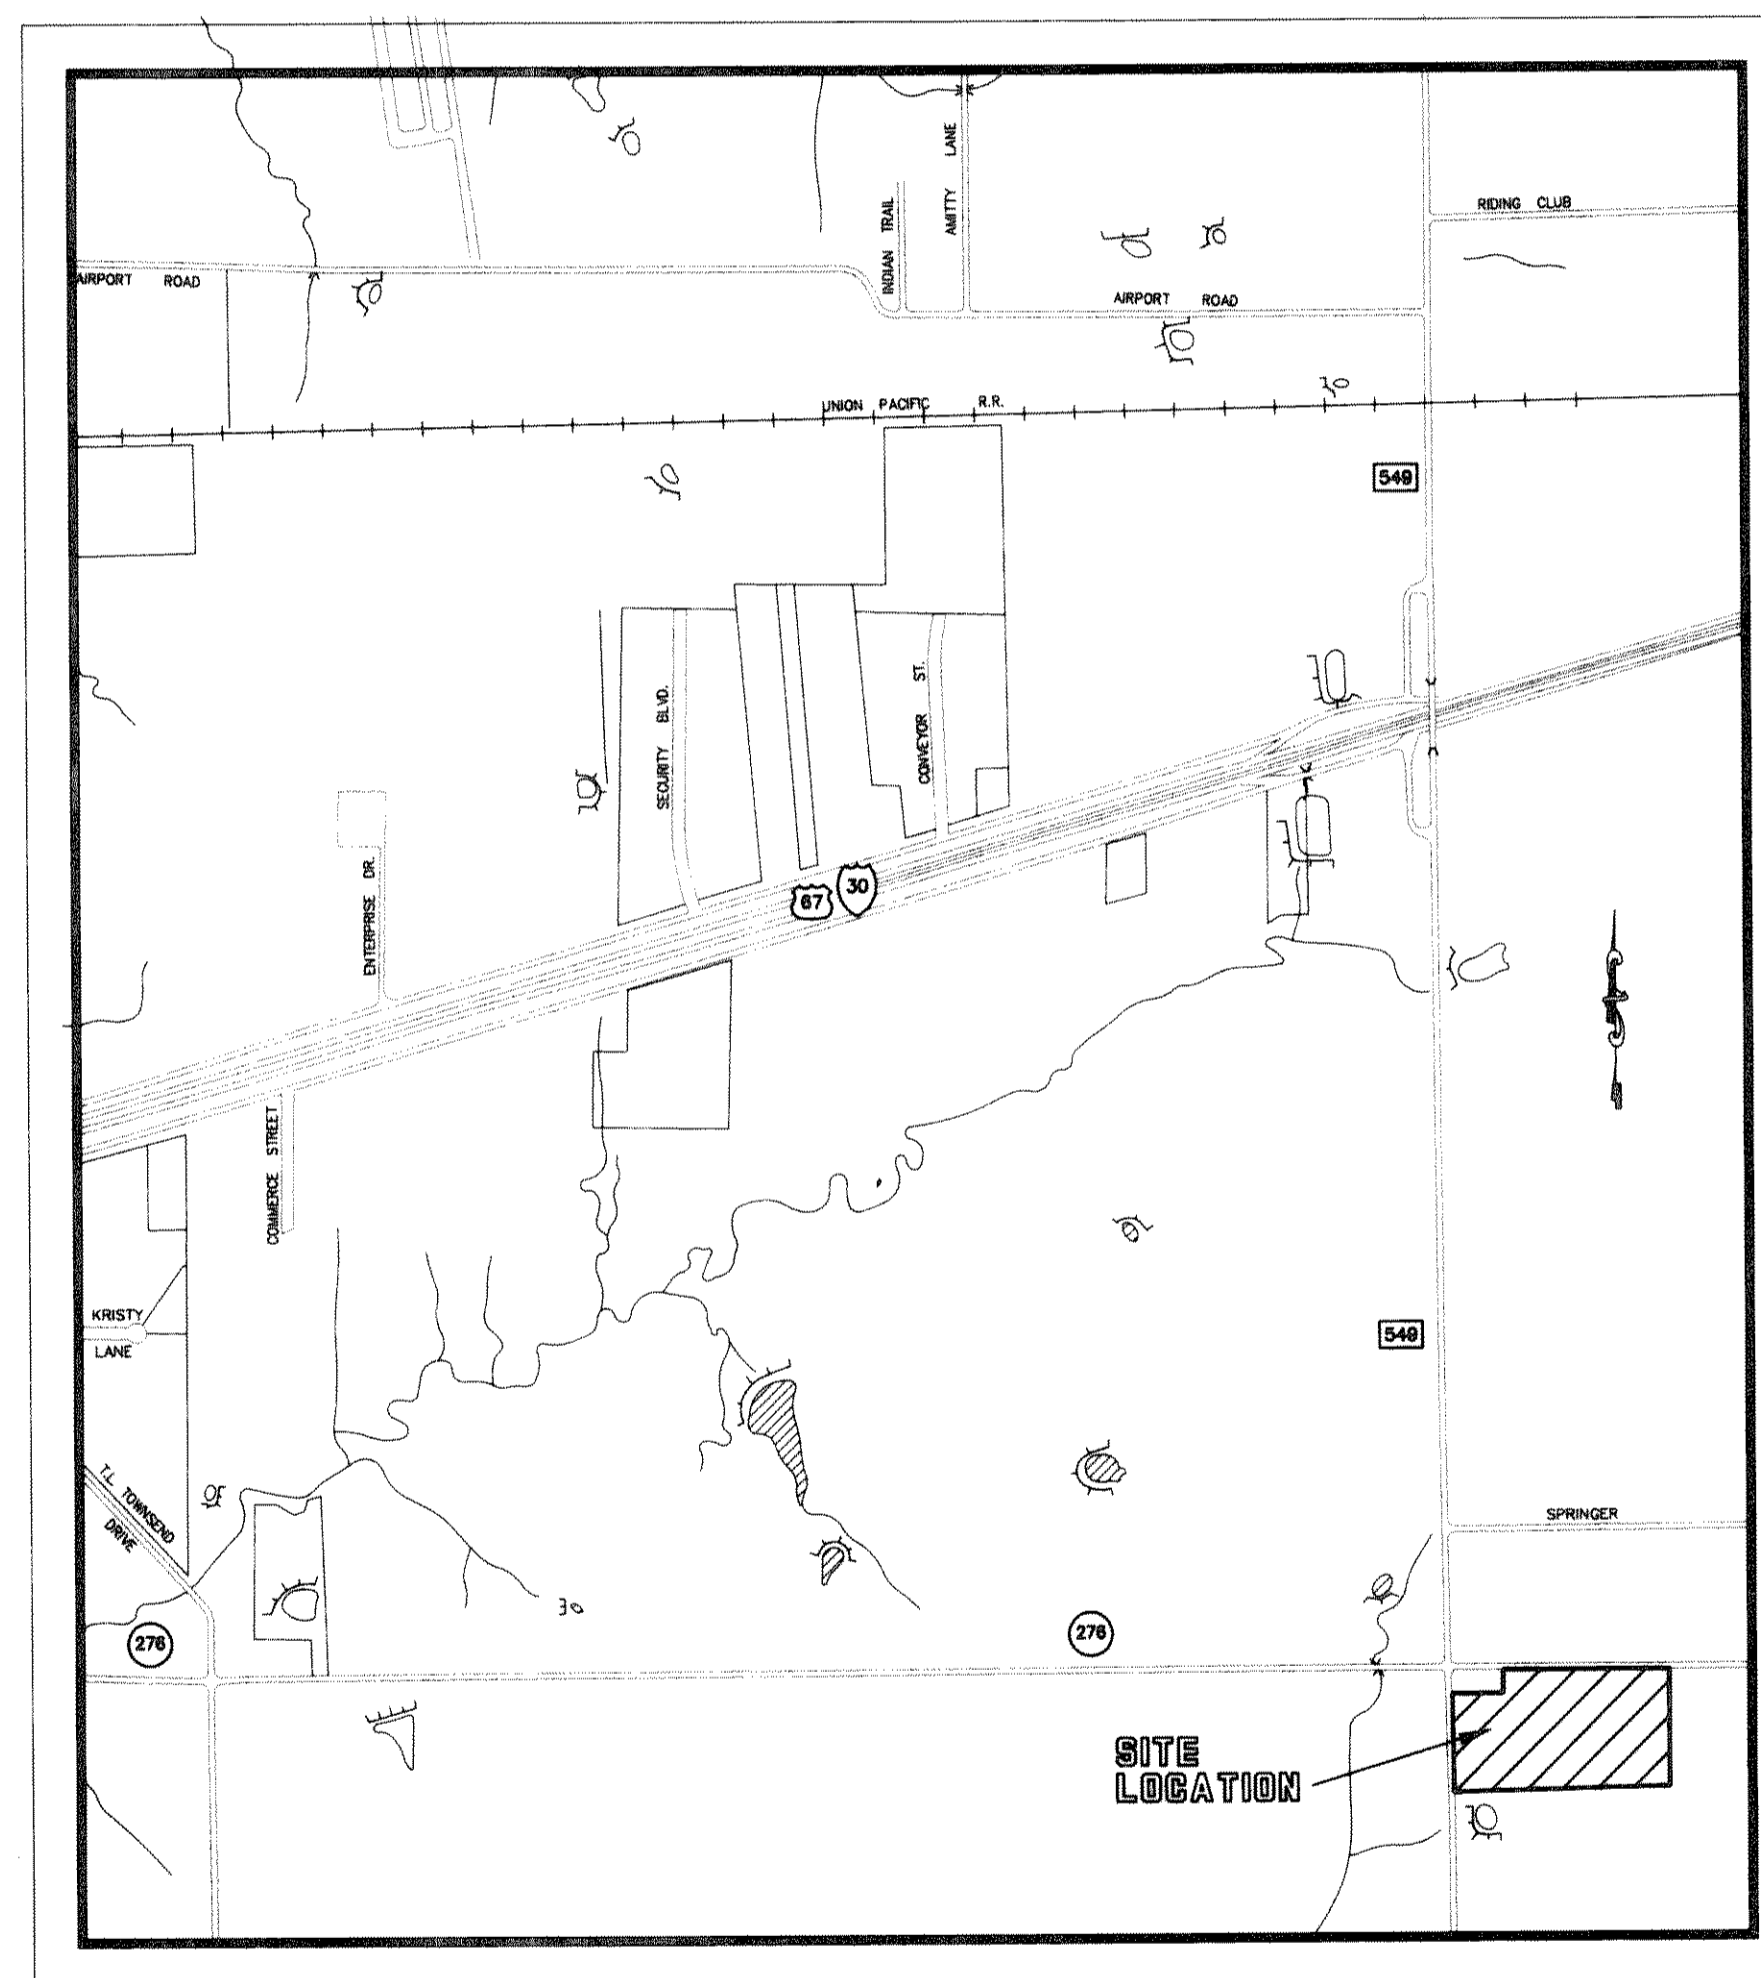 AMITTY LANE
INDIAN TRAIL
RIDING CLUB
AIRPORT ROAD
AIRPORT ROAD
UNION PACIFIC R.R.
549
SECURITY BLVD.
CONVEYOR ST.
ENTERPRISE DR.
67
30
COMMERCE STREET
KRISTY
LANE
549
T.L. TOWNSEND
DRIVE
SPRINGER
276
276
SITE
LOCATION